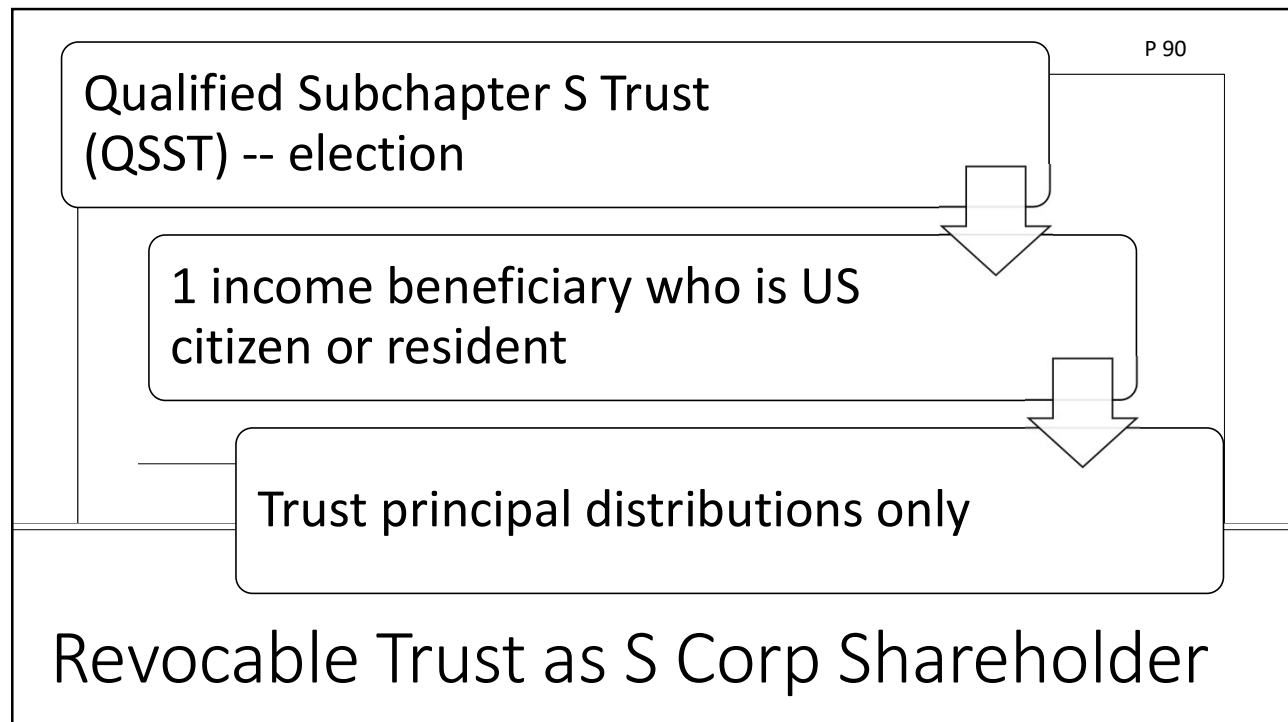 P 90
Qualified Subchapter S Trust
(QSST) -- election
1 income beneficiary who is US
citizen or resident
Trust principal distributions only
Revocable Trust as S Corp Shareholder